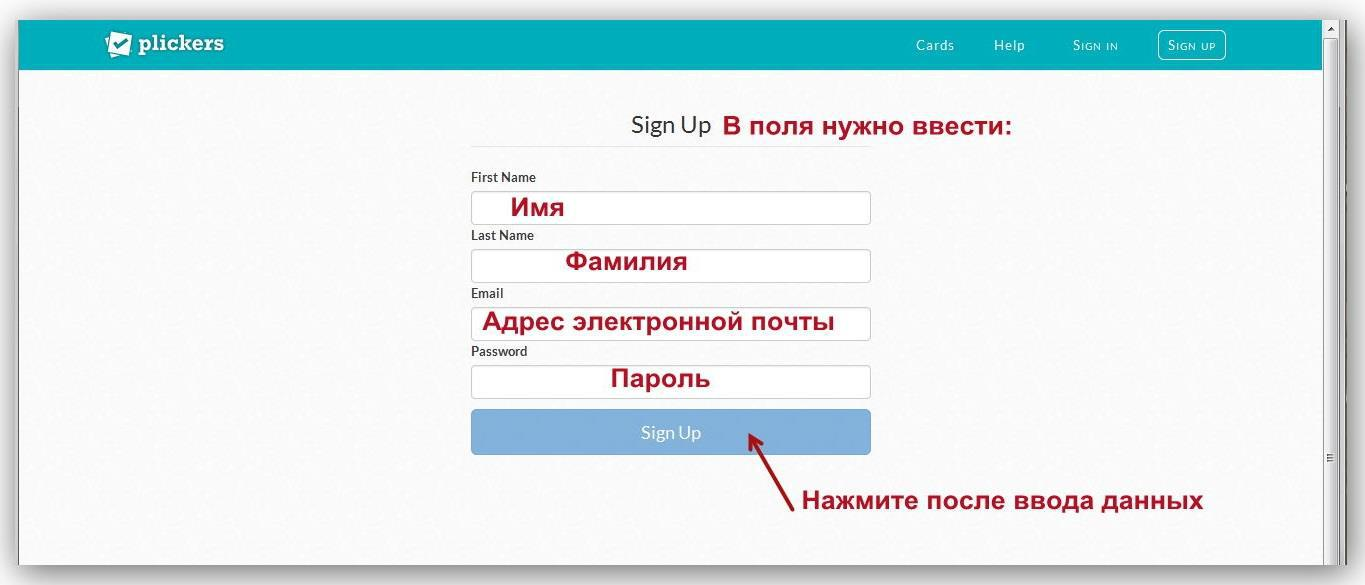 plickers
Cards Help Sign in Sign up
Sign Up В поля нужно ввести:
First Name
Имя
Last Name
Фамилия
Email
Адрес электронной почты
Password
Пароль
Sign Up
Нажмите после ввода данных